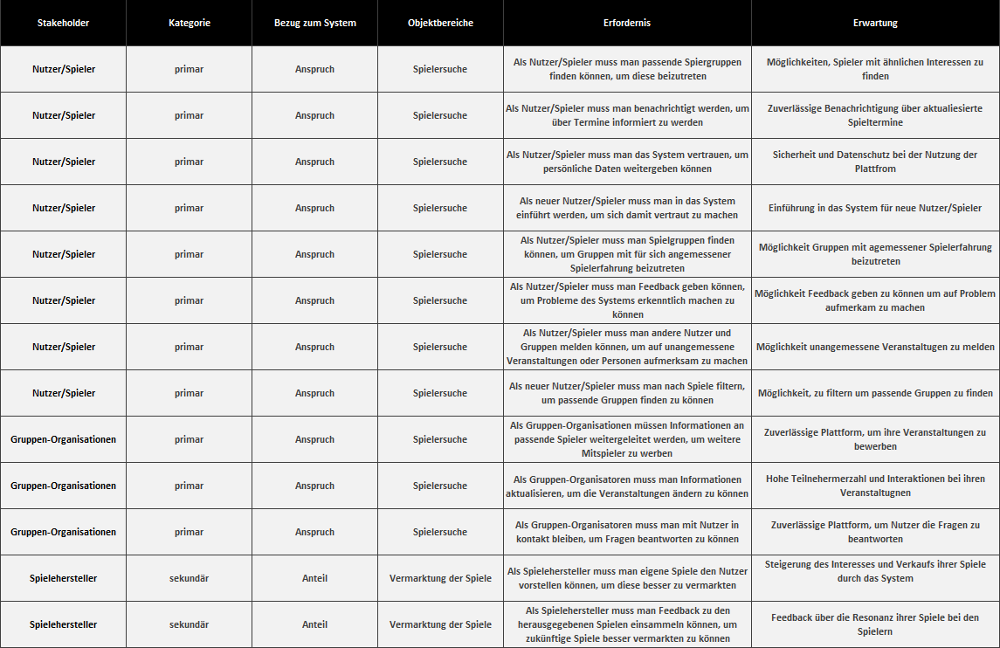 Stakeholder Kategorie Bezug zum System Objektbereiche Erfordernis Erwartung
Nutzer/Spieler primar Anspruch Spielersuche Als Nutzer/Spieler muss man passende Spiergruppen finden können, um diese beizutreten Möglichkeiten, Spieler mit ähnlichen Interessen zu finden
Nutzer/Spieler primar Anspruch Spielersuche Als Nutzer/Spieler muss man benachrichtigt werden, um über Termine informiert zu werden Zuverlässige Benachrichtigung über aktualiesierte Spieltermine
Nutzer/Spieler primar Anspruch Spielersuche Als Nutzer/Spieler muss man das System vertrauen, um persönliche Daten weitergeben können Sicherheit und Datenschutz bei der Nutzung der Plattfrom
Nutzer/Spieler primar Anspruch Spielersuche Als neuer Nutzer/Spieler muss man in das System einführt werden, um sich damit vertraut zu machen Einführung in das System für neue Nutzer/Spieler
Nutzer/Spieler primar Anspruch Spielersuche Als Nutzer/Spieler muss man Spielgruppen finden können, um Gruppen mit für sich angemessener Spielerfahrung beizutreten Möglichkeit Gruppen mit agemessener Spielerfahrung beizutreten
Nutzer/Spieler primar Anspruch Spielersuche Als Nutzer/Spieler muss man Feedback geben können, um Probleme des Systems erkenntlich machen zu können Möglichkeit Feedback geben zu können um auf Problem aufmerkam zu machen
Nutzer/Spieler primar Anspruch Spielersuche Als Nutzer/Spieler muss man andere Nutzer und Gruppen melden können, um auf unangemessene Veranstaltungen oder Personen aufmerksam zu machen Möglichkeit unangemessene Veranstaltugen zu melden
Nutzer/Spieler primar Anspruch Spielersuche Als neuer Nutzer/Spieler muss man nach Spiele filtern, um passende Gruppen finden zu können Möglichkeit, zu filtern um passende Gruppen zu finden
Gruppen-Organisationen primar Anspruch Spielersuche Als Gruppen-Organisationen müssen Informationen an passende Spieler weitergeleitet werden, um weitere Mitspieler zu werben Zuverlässige Plattform, um ihre Veranstaltungen zu bewerben
Gruppen-Organisationen primar Anspruch Spielersuche Als Gruppen-Organisatoren muss man Informationen aktualisieren, um die Veranstaltungen ändern zu können Hohe Teilnehermerzahl und Interaktionen bei ihren Veranstaltugnen
Gruppen-Organisationen primar Anspruch Spielersuche Als Gruppen-Organisatoren muss man mit Nutzer in kontakt bleiben, um Fragen beantworten zu können Zuverlässige Plattform, um Nutzer die Fragen zu beantworten
Spielehersteller sekundär Anteil Vermarktung der Spiele Als Spielehersteller muss man eigene Spiele den Nutzer vorstellen können, um diese besser zu vermarkten Steigerung des Interesses und Verkaufs ihrer Spiele durch das System
Spielehersteller sekundär Anteil Vermarktung der Spiele Als Spielehersteller muss man Feedback zu den herausgegebenen Spielen einsammeln können, um zukünftige Spiele besser vermarkten zu können Feedback über die Resonanz ihrer Spiele bei den Spielern